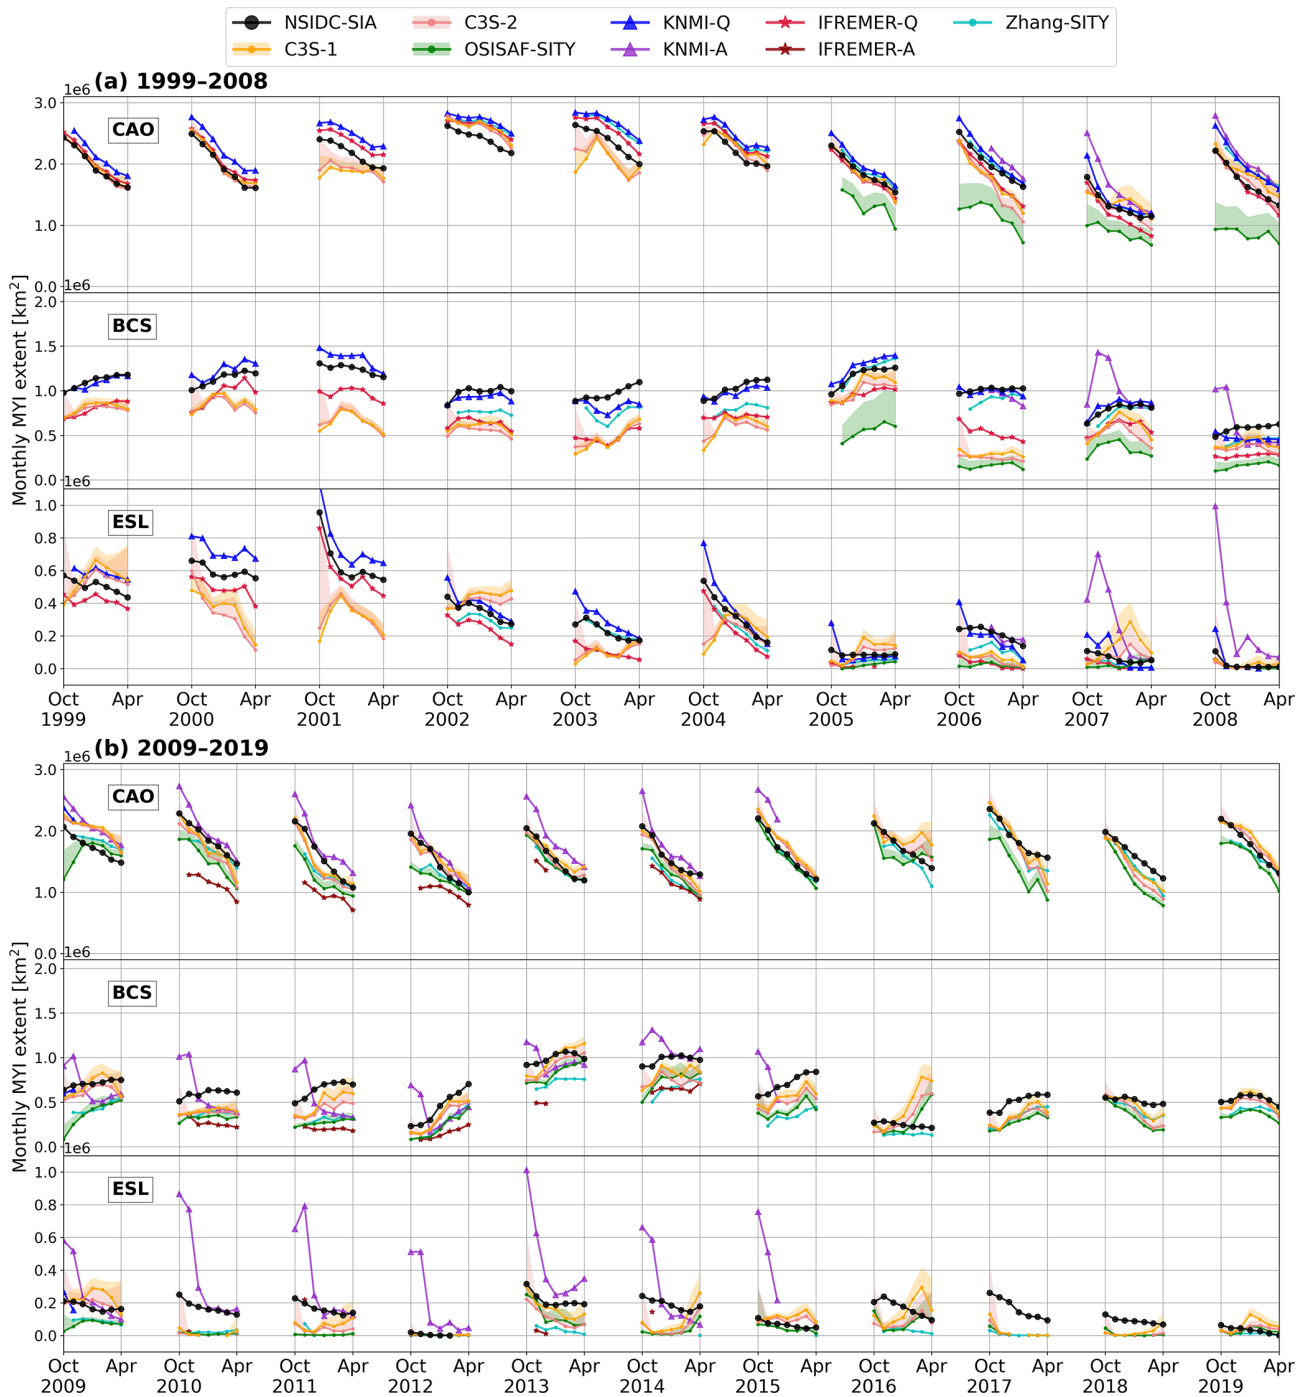 NSIDC-SIA C3S-2 KNMI-Q IFREMER-Q Zhang-SITY
C3S-1 OSISAF-SITY KNMI-A IFREMER-A
(a) 1999–2008
1e6
3.0
CAO
2.0
1.0
0.0
1e6
2.0
BCS
1.5
1.0
0.5
0.0
1e6
1.0
ESL
0.8
0.6
0.4
0.2
0.0
Monthly MYI extent [km²]
Oct Apr Oct Apr Oct Apr Oct Apr Oct Apr Oct Apr Oct Apr Oct Apr Oct Apr Oct Apr
1999 2000 2001 2002 2003 2004 2005 2006 2007 2008
(b) 2009–2019
1e6
3.0
CAO
2.0
1.0
0.0
1e6
2.0
BCS
1.5
1.0
0.5
0.0
1e6
1.0
ESL
0.8
0.6
0.4
0.2
0.0
Monthly MYI extent [km²]
Oct Apr Oct Apr Oct Apr Oct Apr Oct Apr Oct Apr Oct Apr Oct Apr Oct Apr Oct Apr Oct Apr
2009 2010 2011 2012 2013 2014 2015 2016 2017 2018 2019